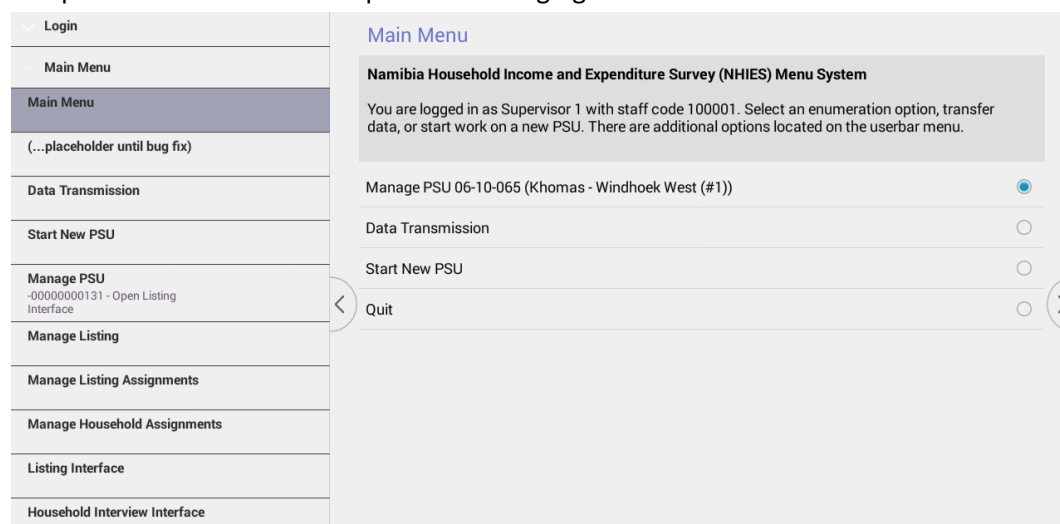 Login
Main Menu
Main Menu
(...placeholder until bug fix)
Data Transmission
Start New PSU
Manage PSU
-00000000131 - Open Listing
Interface
Manage Listing
Manage Listing Assignments
Manage Household Assignments
Listing Interface
Household Interview Interface
Main Menu
Namibia Household Income and Expenditure Survey (NHIES) Menu System
You are logged in as Supervisor 1 with staff code 100001. Select an enumeration option, transfer
data, or start work on a new PSU. There are additional options located on the userbar menu.
Manage PSU 06-10-065 (Khomas - Windhoek West (#1))
Data Transmission
Start New PSU
Quit